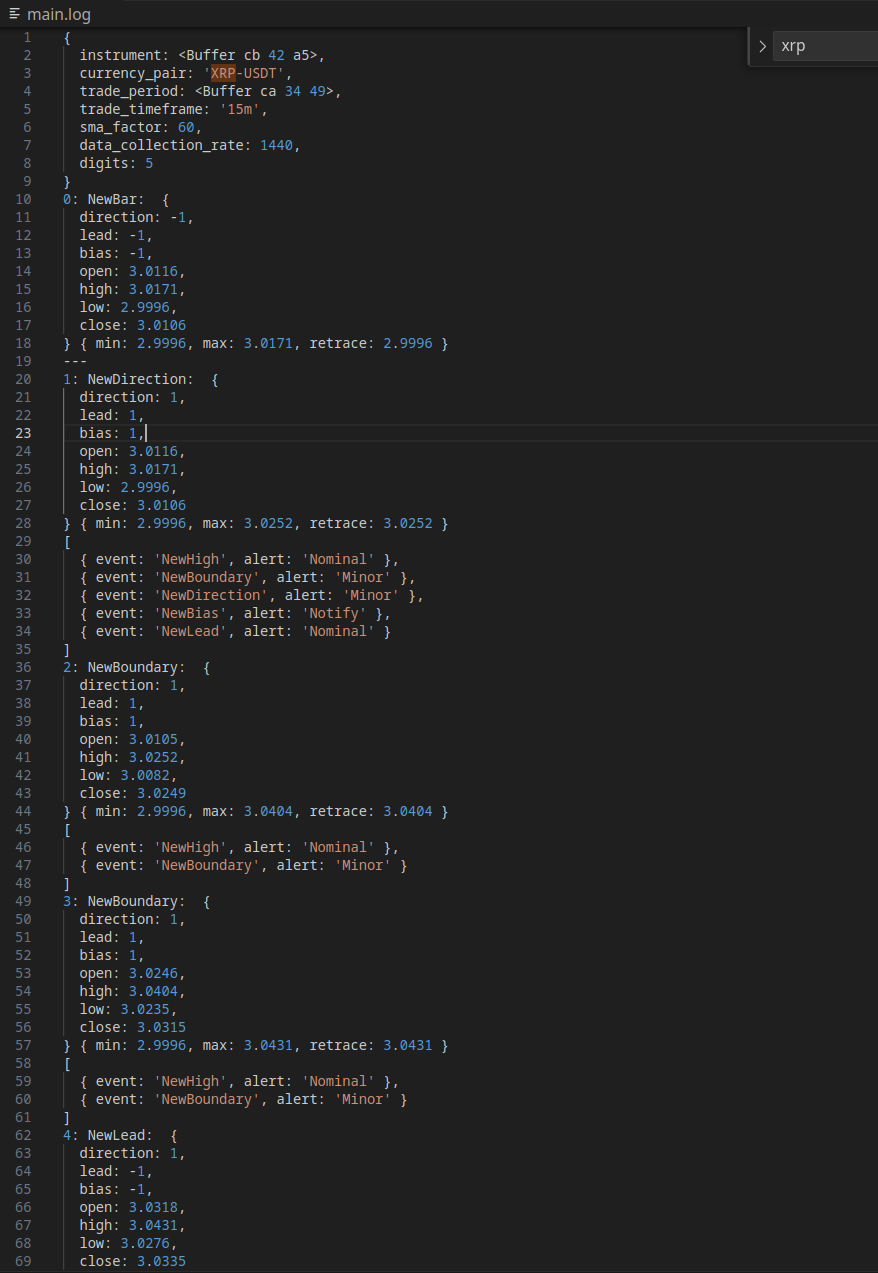 main.log
xrp
1 {
2 instrument: <Buffer cb 42 a5>,
3 currency_pair: 'XRP-USDT',
4 trade_period: <Buffer ca 34 49>,
5 trade_timeframe: '15m',
6 sma_factor: 60,
7 data_collection_rate: 1440,
8 digits: 5
9 }
10 0: NewBar:  {
11 direction: -1,
12 lead: -1,
13 bias: -1,
14 open: 3.0116,
15 high: 3.0171,
16 low: 2.9996,
17 close: 3.0106
18 } { min: 2.9996, max: 3.0171, retrace: 2.9996 }
19 ---
20 1: NewDirection:  {
21 direction: 1,
22 lead: 1,
23 bias: 1,
24 open: 3.0116,
25 high: 3.0171,
26 low: 2.9996,
27 close: 3.0106
28 } { min: 2.9996, max: 3.0252, retrace: 3.0252 }
29 [
30 { event: 'NewHigh', alert: 'Nominal' },
31 { event: 'NewBoundary', alert: 'Minor' },
32 { event: 'NewDirection', alert: 'Minor' },
33 { event: 'NewBias', alert: 'Notify' },
34 { event: 'NewLead', alert: 'Nominal' }
35 ]
36 2: NewBoundary:  {
37 direction: 1,
38 lead: 1,
39 bias: 1,
40 open: 3.0105,
41 high: 3.0252,
42 low: 3.0082,
43 close: 3.0249
44 } { min: 2.9996, max: 3.0404, retrace: 3.0404 }
45 [
46 { event: 'NewHigh', alert: 'Nominal' },
47 { event: 'NewBoundary', alert: 'Minor' }
48 ]
49 3: NewBoundary:  {
50 direction: 1,
51 lead: 1,
52 bias: 1,
53 open: 3.0246,
54 high: 3.0404,
55 low: 3.0235,
56 close: 3.0315
57 } { min: 2.9996, max: 3.0431, retrace: 3.0431 }
58 [
59 { event: 'NewHigh', alert: 'Nominal' },
60 { event: 'NewBoundary', alert: 'Minor' }
61 ]
62 4: NewLead:  {
63 direction: 1,
64 lead: -1,
65 bias: -1,
66 open: 3.0318,
67 high: 3.0431,
68 low: 3.0276,
69 close: 3.0335